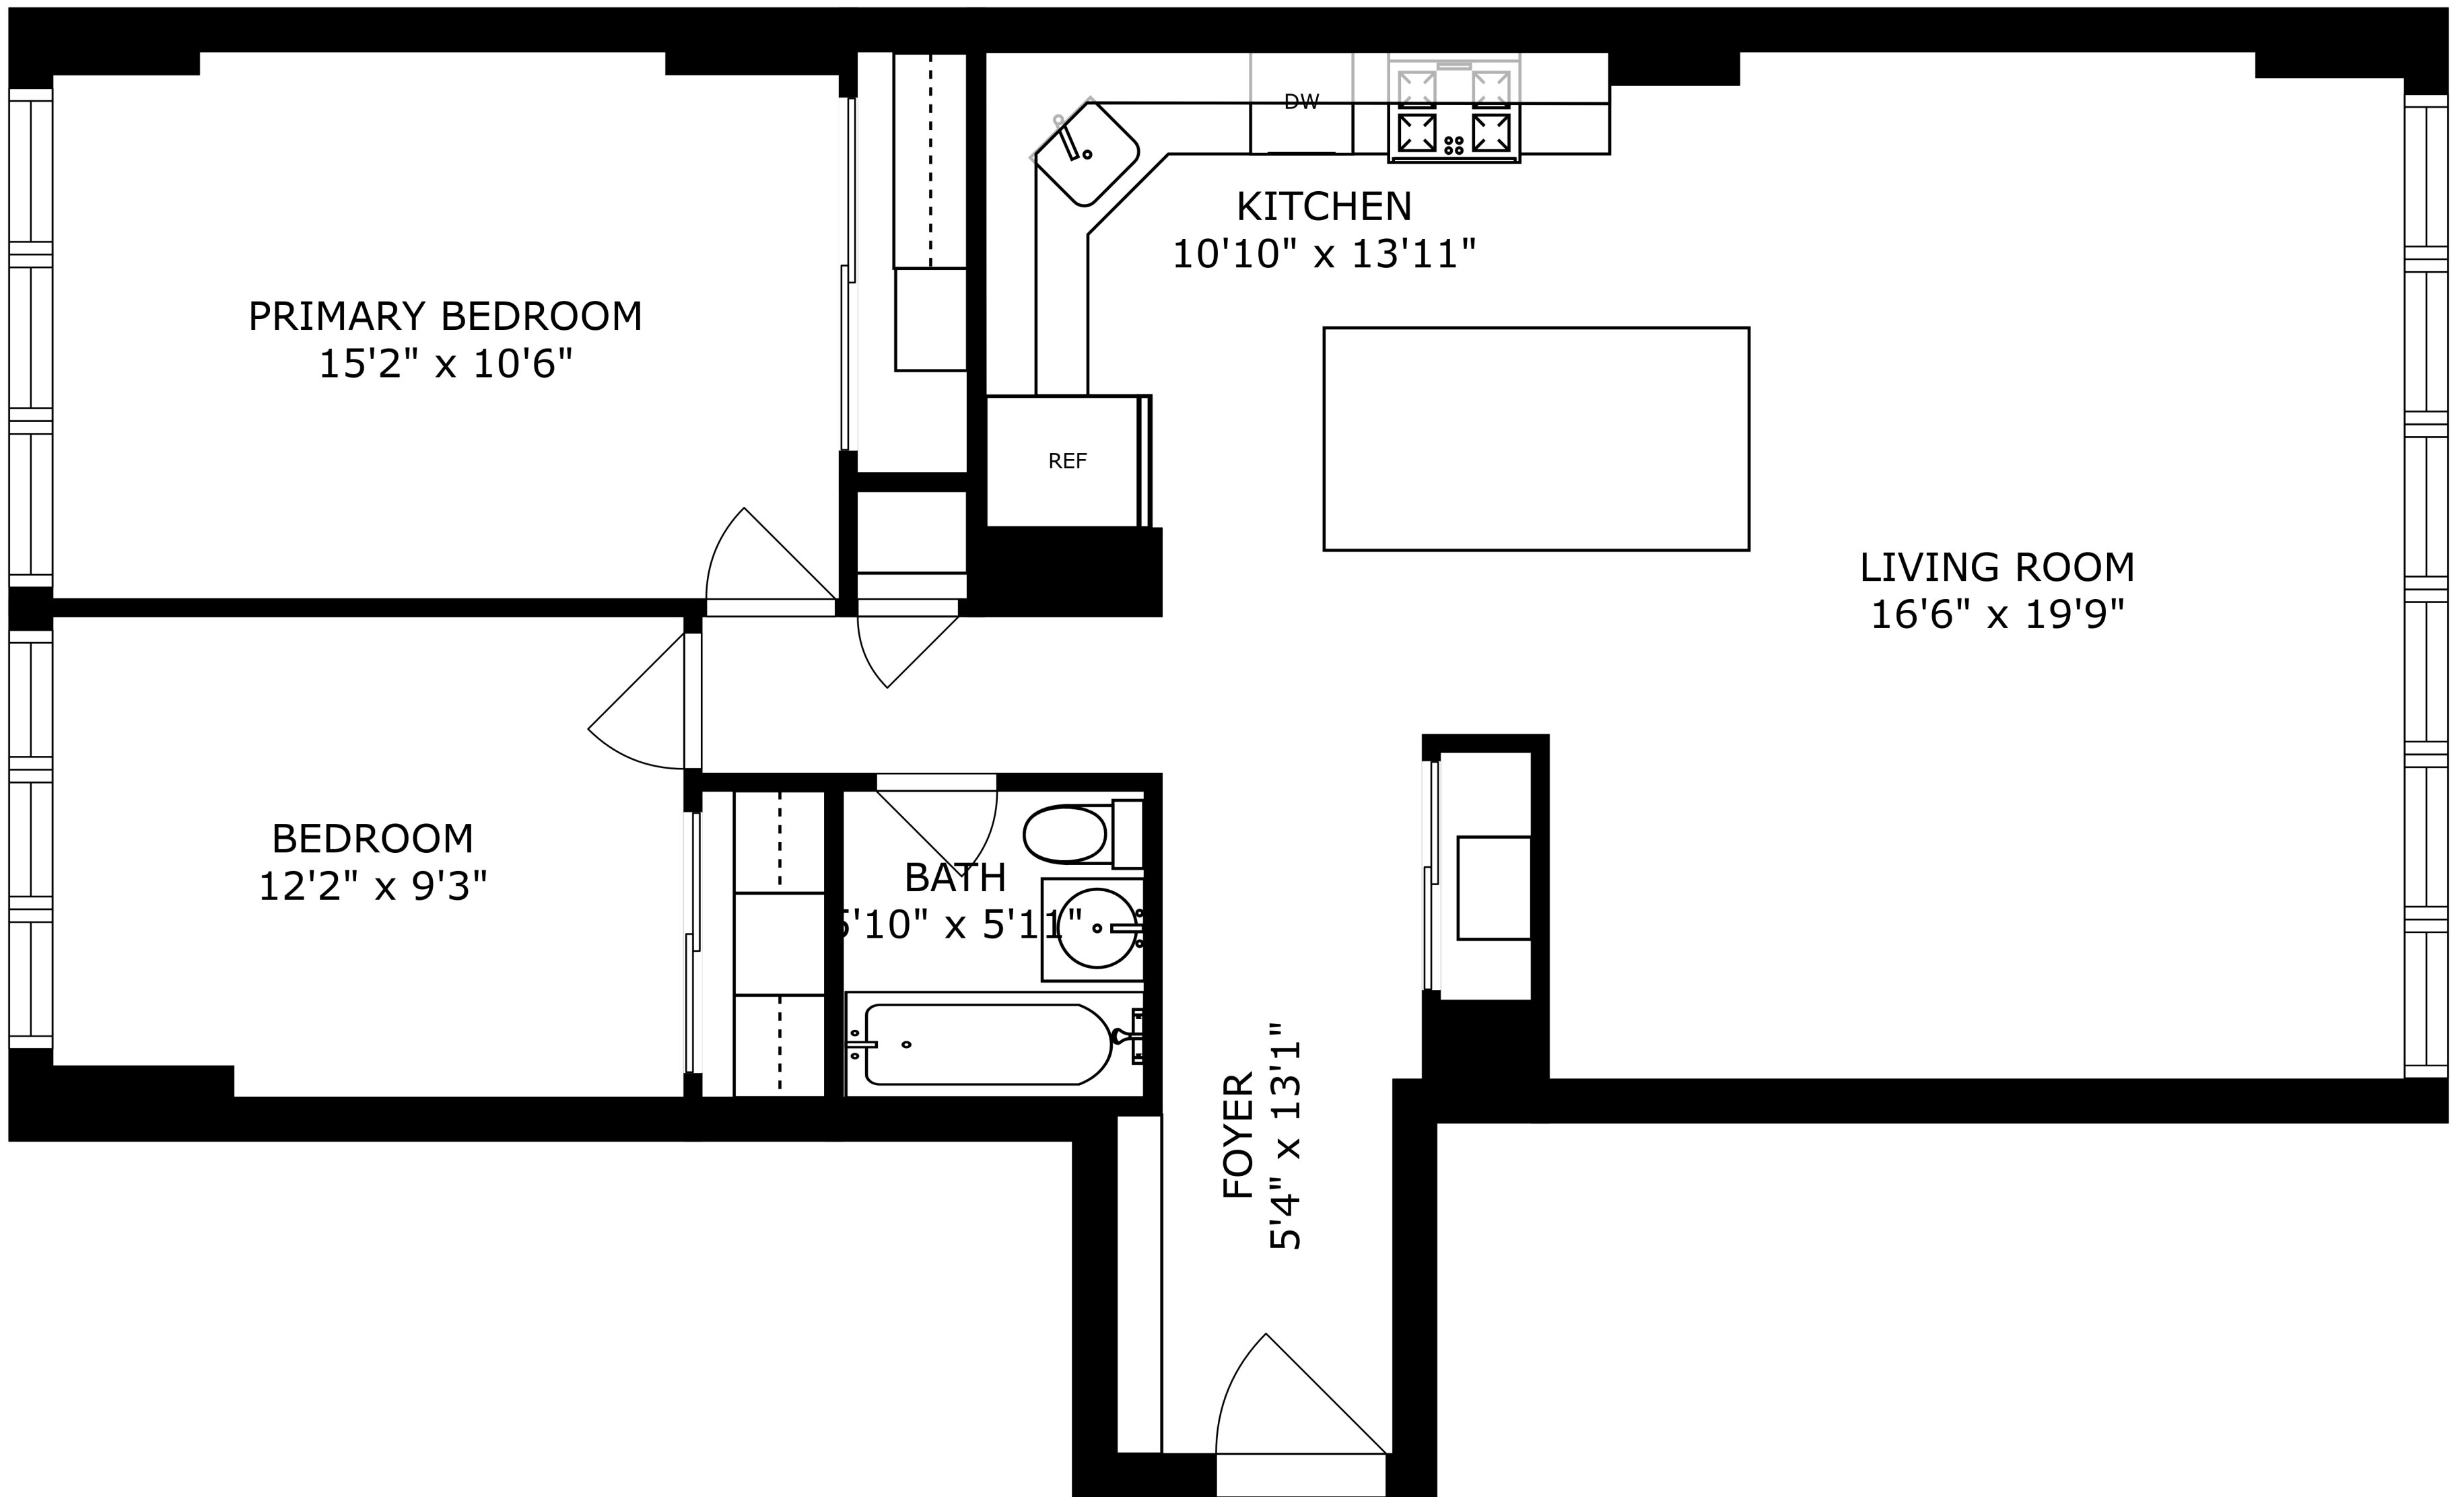 DW
KITCHEN
10'10" x 13'11"
PRIMARY BEDROOM
15'2" x 10'6"
REF
LIVING ROOM
16'6" x 19'9"
BEDROOM
12'2" x 9'3"
BATH
5'10" x 5'11"
FOYER
5'4" x 13'1"